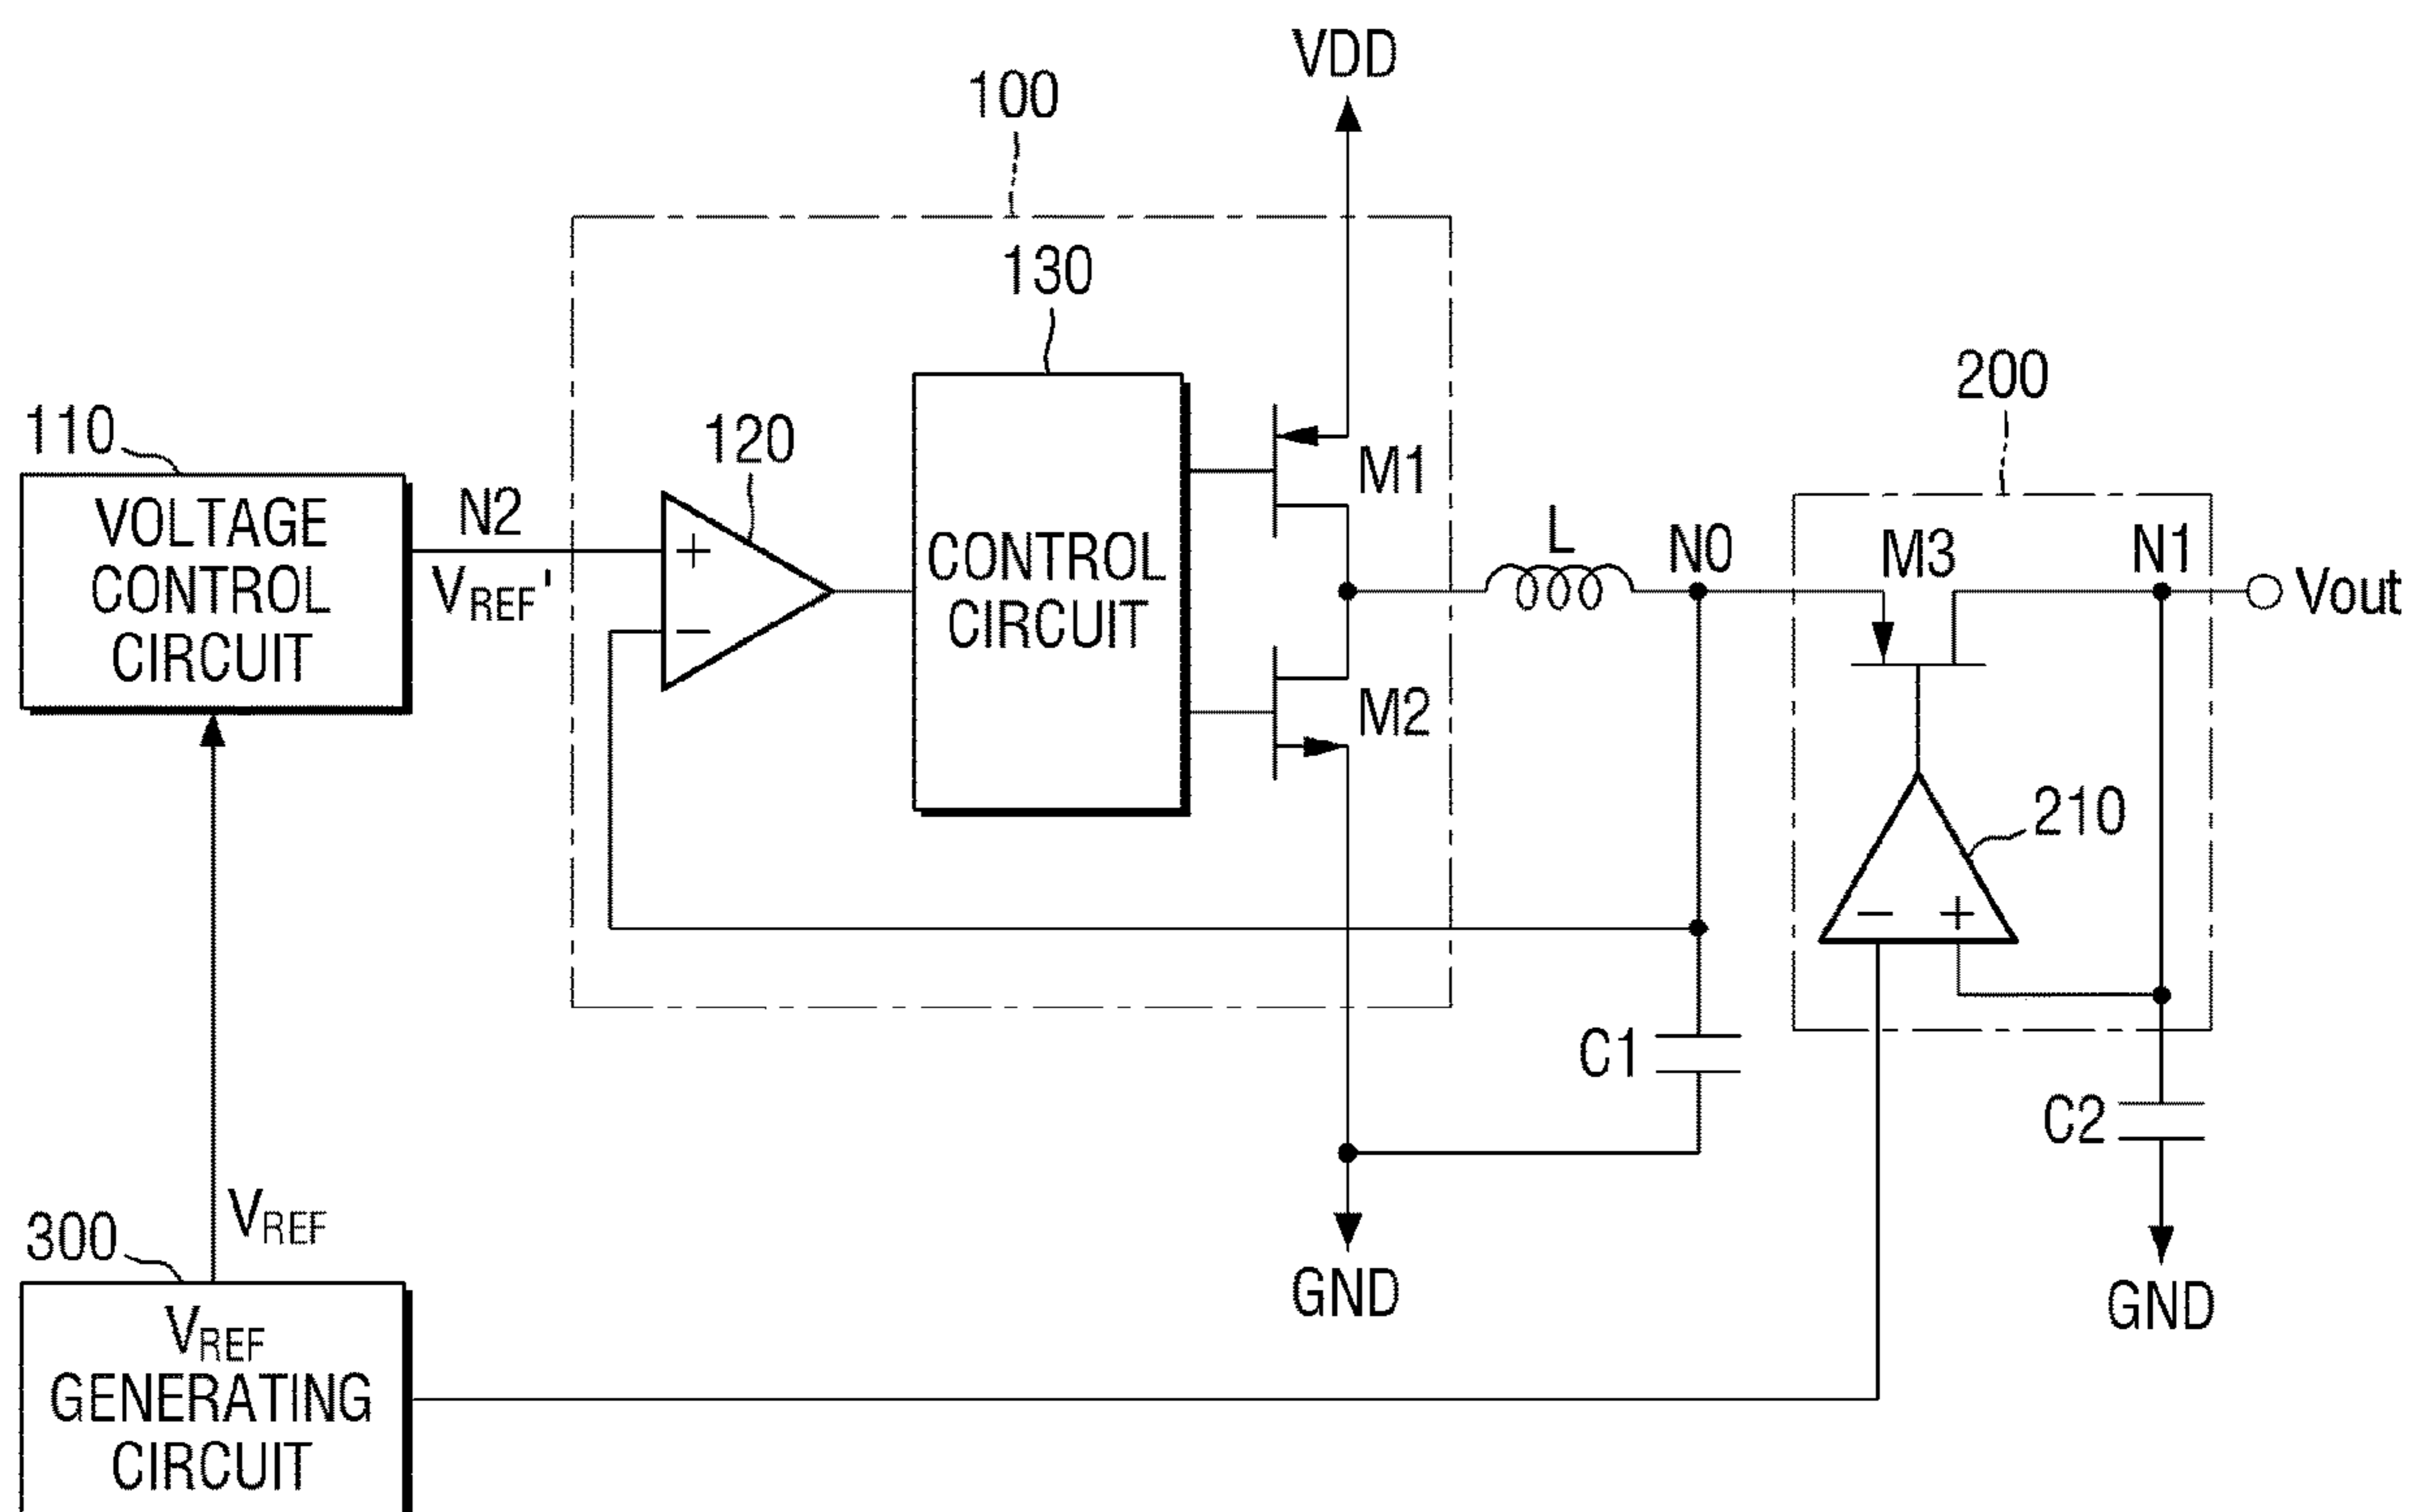 VDD
100
130
200
110
120
M1
VOLTAGE
CONTROL
CIRCUIT
N2
VREF'
+
−
CONTROL
CIRCUIT
L
N0
M3
N1
Vout
M2
210
− +
C1
C2
VREF
300
GND
GND
VREF
GENERATING
CIRCUIT